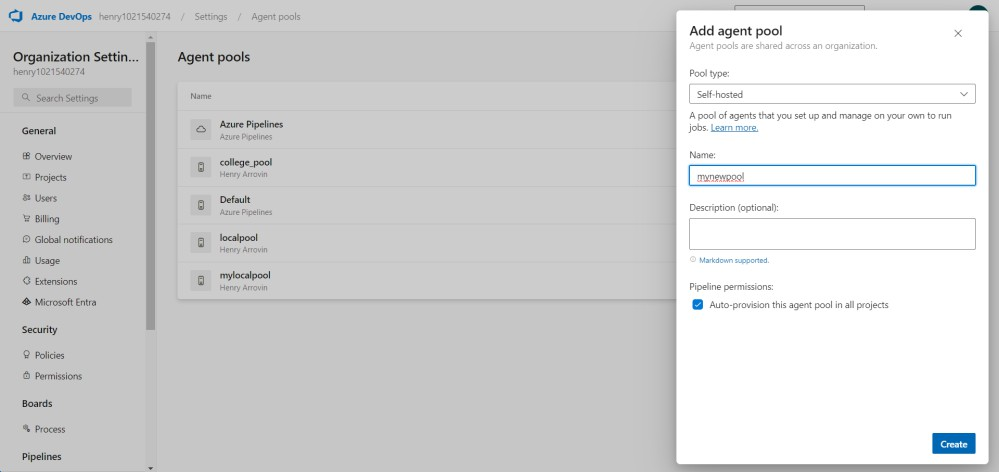 Azure DevOps henry1021540274 / Settings / Agent pools
Organization Settin...
henry1021540274
Search Settings
General
Overview
Projects
Users
Billing
Global notifications
Usage
Extensions
Microsoft Entra
Security
Policies
Permissions
Boards
Process
Pipelines
Agent pools
Name
Azure Pipelines
Azure Pipelines
college_pool
Henry Arrovin
Default
Azure Pipelines
localpool
Henry Arrovin
mylocalpool
Henry Arrovin
Add agent pool
Agent pools are shared across an organization.
Pool type:
Self-hosted
A pool of agents that you set up and manage on your own to run
jobs. Learn more.
Name:
mynewpool
Description (optional):
Markdown supported.
Pipeline permissions:
Auto-provision this agent pool in all projects
Create